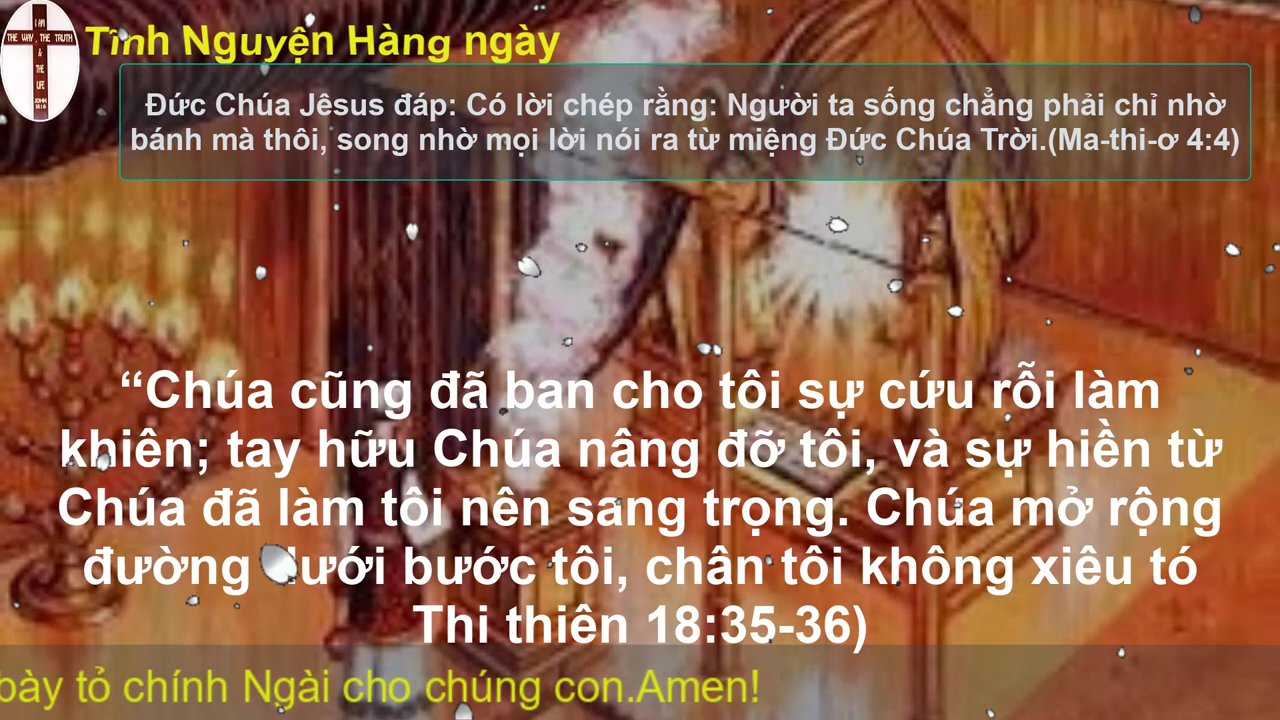 I AM
THE WAY, THE TRUTH
&
THE
LIFE
JOHN
14:6
Tĩnh Nguyện Hàng ngày
Đức Chúa Jêsus đáp: Có lời chép rằng: Người ta sống chẳng phải chỉ nhờ
bánh mà thôi, song nhờ mọi lời nói ra từ miệng Đức Chúa Trời.(Ma-thi-ơ 4:4)
“Chúa cũng đã ban cho tôi sự cứu rỗi làm
khiên; tay hữu Chúa nâng đỡ tôi, và sự hiền từ
Chúa đã làm tôi nên sang trọng. Chúa mở rộng
đường dưới bước tôi, chân tôi không xiêu tó
Thi thiên 18:35-36)
bày tỏ chính Ngài cho chúng con.Amen!